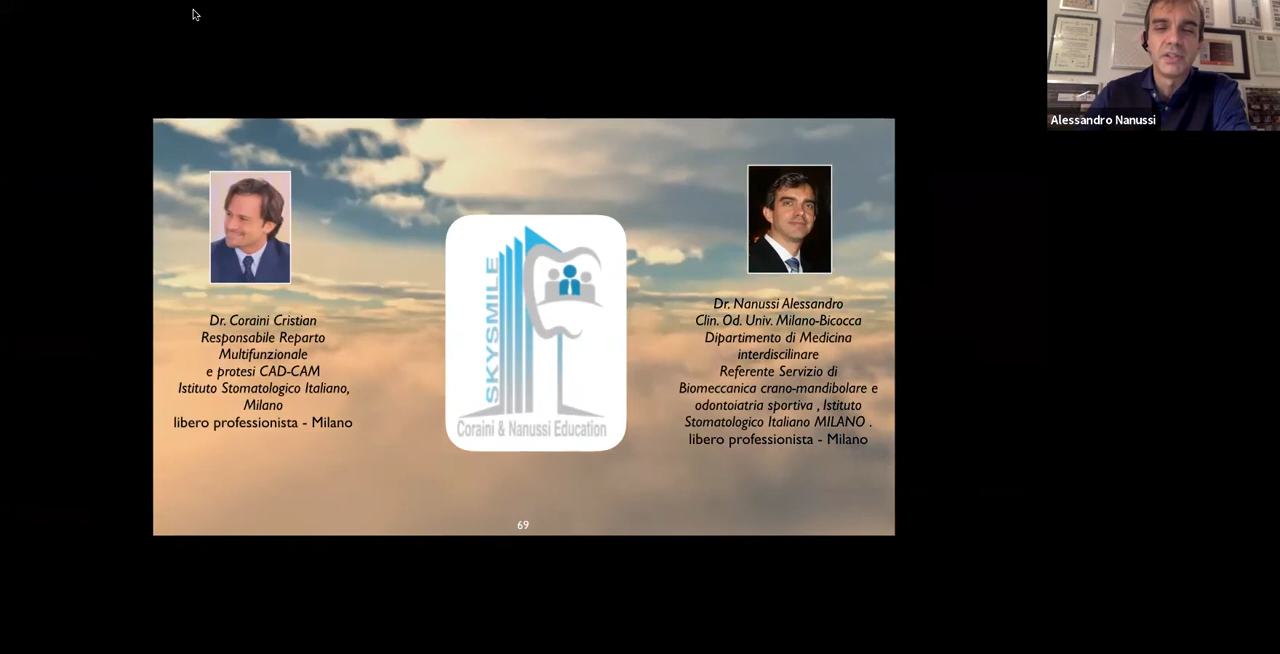 Alessandro Nanussi
Dr. Coraini Cristian
Responsabile Reparto
Multifunzionale
e protesi CAD-CAM
Istituto Stomatologico Italiano,
Milano
libero professionista - Milano
SKYSMILE
Coraini & Nanussi Education
Dr. Nanussi Alessandro
Clin. Od. Univ. Milano-Bicocca
Dipartimento di Medicina
interdiscilinare
Referente Servizio di
Biomeccanica crano-mandibolare e
odontoiatria sportiva , Istituto
Stomatologico Italiano MILANO .
libero professionista - Milano
69